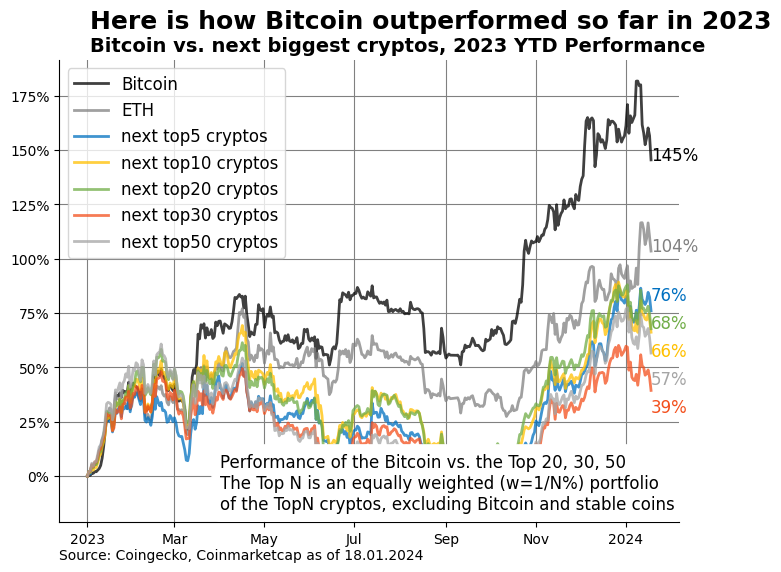 Here is how Bitcoin outperformed so far in 2023
Bitcoin vs. next biggest cryptos, 2023 YTD Performance
Bitcoin
ETH
next top5 cryptos
next top10 cryptos
next top20 cryptos
next top30 cryptos
next top50 cryptos
175%
150%
125%
100%
75%
50%
25%
0%
145%
104%
76%
68%
66%
57%
39%
Performance of the Bitcoin vs. the Top 20, 30, 50
The Top N is an equally weighted (w=1/N%) portfolio
of the TopN cryptos, excluding Bitcoin and stable coins
2023 Mar May Jul Sep Nov 2024
Source: Coingecko, Coinmarketcap as of 18.01.2024